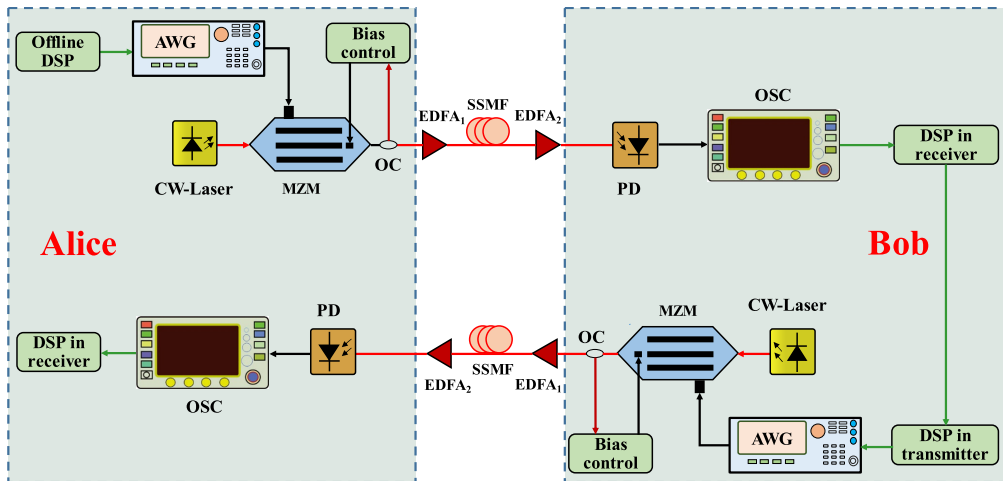 Offline
DSP
AWG
Bias
control
CW-Laser
MZM
OC
EDFA1
SSMF
EDFA2
PD
OSC
DSP in
receiver
Alice
Bob
DSP in
receiver
OSC
PD
EDFA2
SSMF
EDFA1
OC
MZM
CW-Laser
Bias
control
AWG
DSP in
transmitter